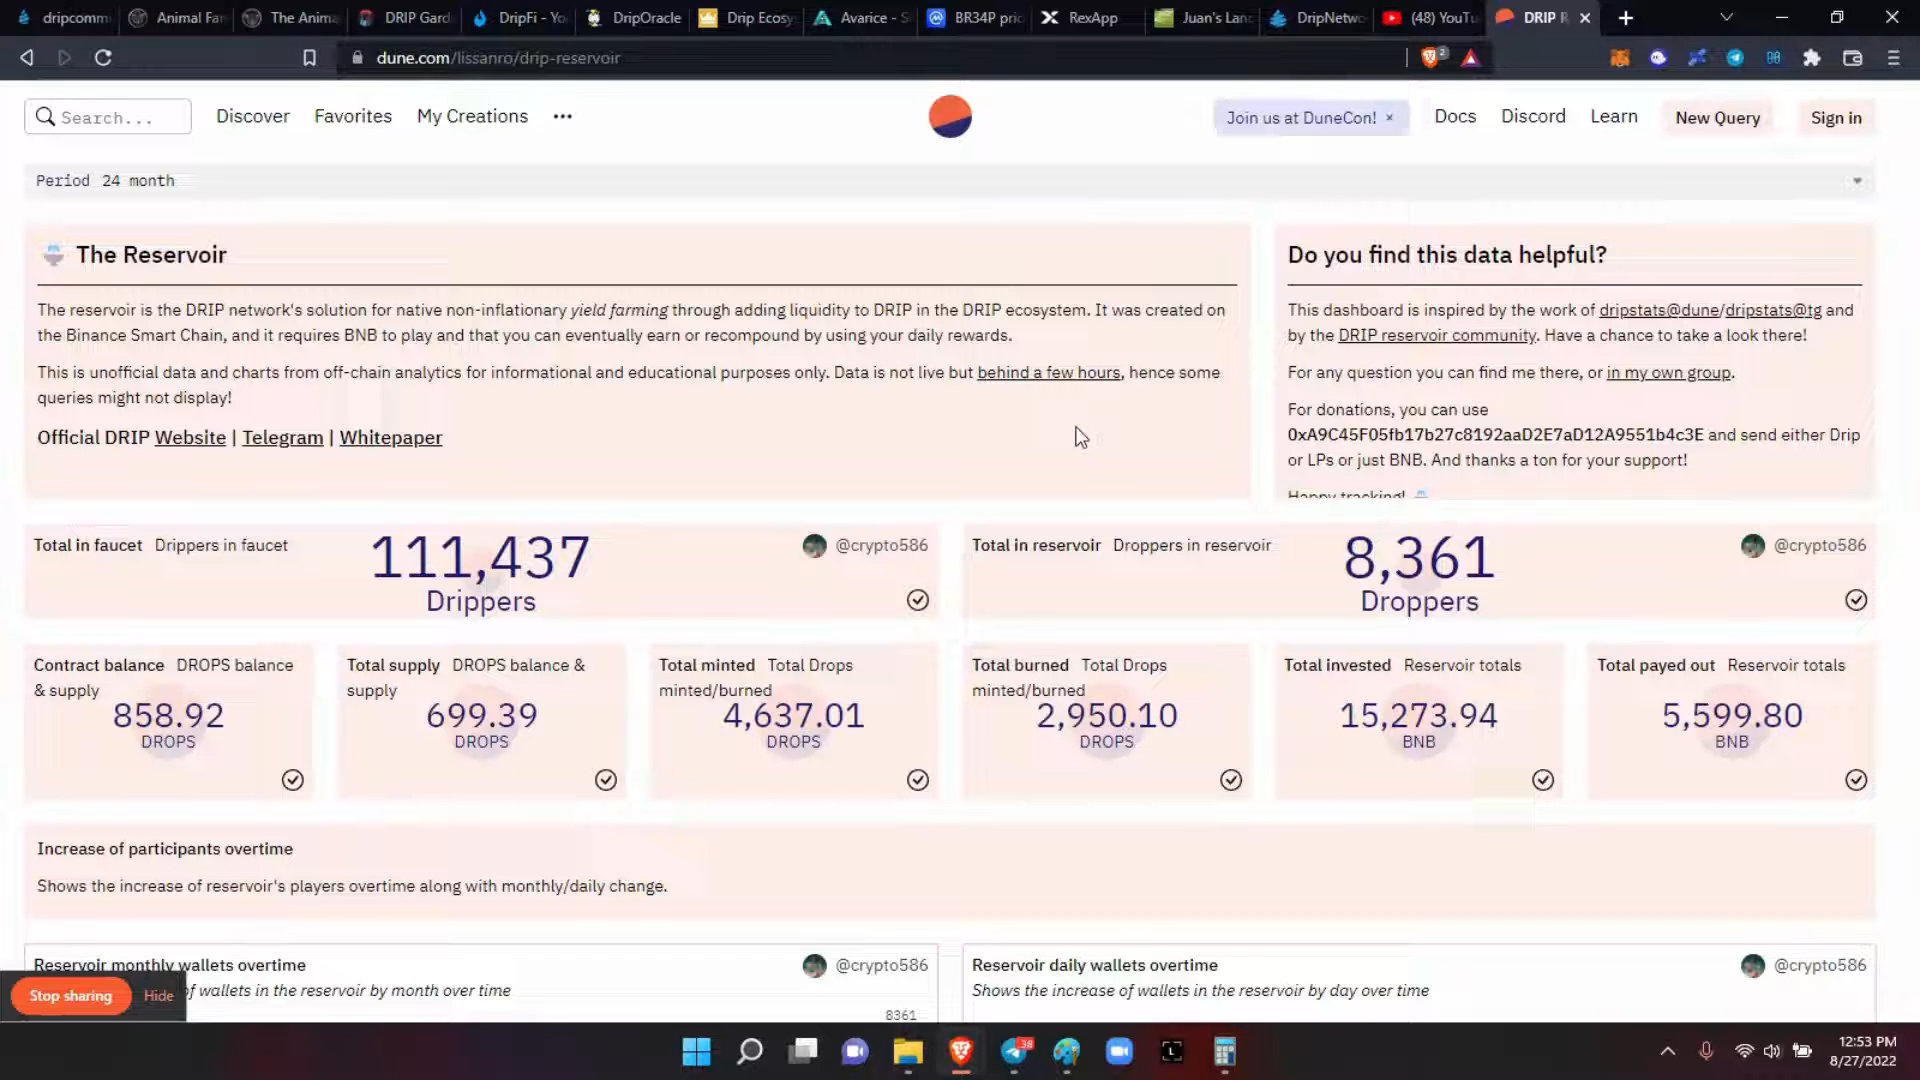 dripcomm
Animal Far
The Anima
DRIP Gard
DripFi - Yo
DripOracle
Drip Ecosy
Avarice - S
BR34P pric
RexApp
Juan's Lan
DripNetwo
(48) YouTu
DRIP R
dune.com/lissanro/drip-reservoir
2
Search...
Discover
Favorites
My Creations
Join us at DuneCon! ×
Docs
Discord
Learn
New Query
Sign in
Period 24 month
The Reservoir
The reservoir is the DRIP network's solution for native non-inflationary yield farming through adding liquidity to DRIP in the DRIP ecosystem. It was created on
the Binance Smart Chain, and it requires BNB to play and that you can eventually earn or recompound by using your daily rewards.
This is unofficial data and charts from off-chain analytics for informational and educational purposes only. Data is not live but behind a few hours, hence some
queries might not display!
Official DRIP Website | Telegram | Whitepaper
Do you find this data helpful?
This dashboard is inspired by the work of dripstats@dune/dripstats@tg and
by the DRIP reservoir community. Have a chance to take a look there!
For any question you can find me there, or in my own group.
For donations, you can use
0xA9C45F05fb17b27c8192aaD2E7aD12A9551b4c3E and send either Drip
or LPs or just BNB. And thanks a ton for your support!
Happy tracking!
Total in faucet Drippers in faucet
111,437
Drippers
@crypto586
Total in reservoir Droppers in reservoir
8,361
Droppers
@crypto586
Contract balance DROPS balance
& supply
858.92
DROPS
Total supply DROPS balance &
supply
699.39
DROPS
Total minted Total Drops
minted/burned
4,637.01
DROPS
Total burned Total Drops
minted/burned
2,950.10
DROPS
Total invested Reservoir totals
15,273.94
BNB
Total payed out Reservoir totals
5,599.80
BNB
Increase of participants overtime
Shows the increase of reservoir's players overtime along with monthly/daily change.
Reservoir monthly wallets overtime
@crypto586
of wallets in the reservoir by month over time
8361
Reservoir daily wallets overtime
@crypto586
Shows the increase of wallets in the reservoir by day over time
Stop sharing
Hide
38
L
12:53 PM
8/27/2022